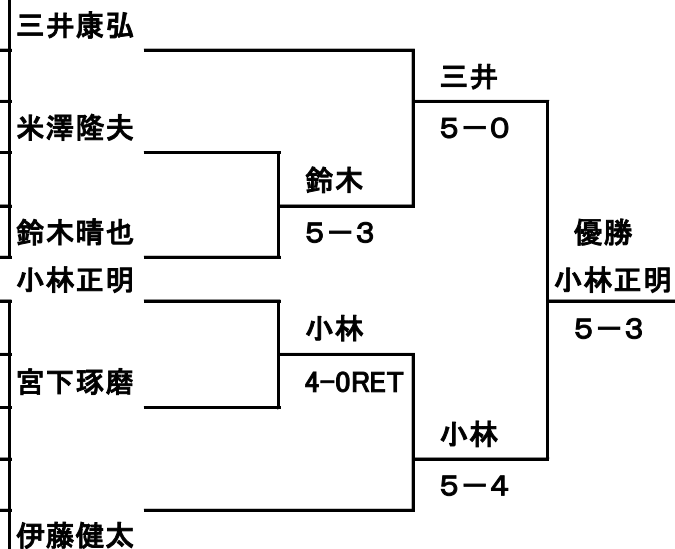 三井康弘
三井
5－0
米澤隆夫
鈴木
5－3
鈴木晴也
優勝
小林正明
5－3
小林正明
小林
4-0RET
宮下琢磨
小林
5－4
伊藤健太